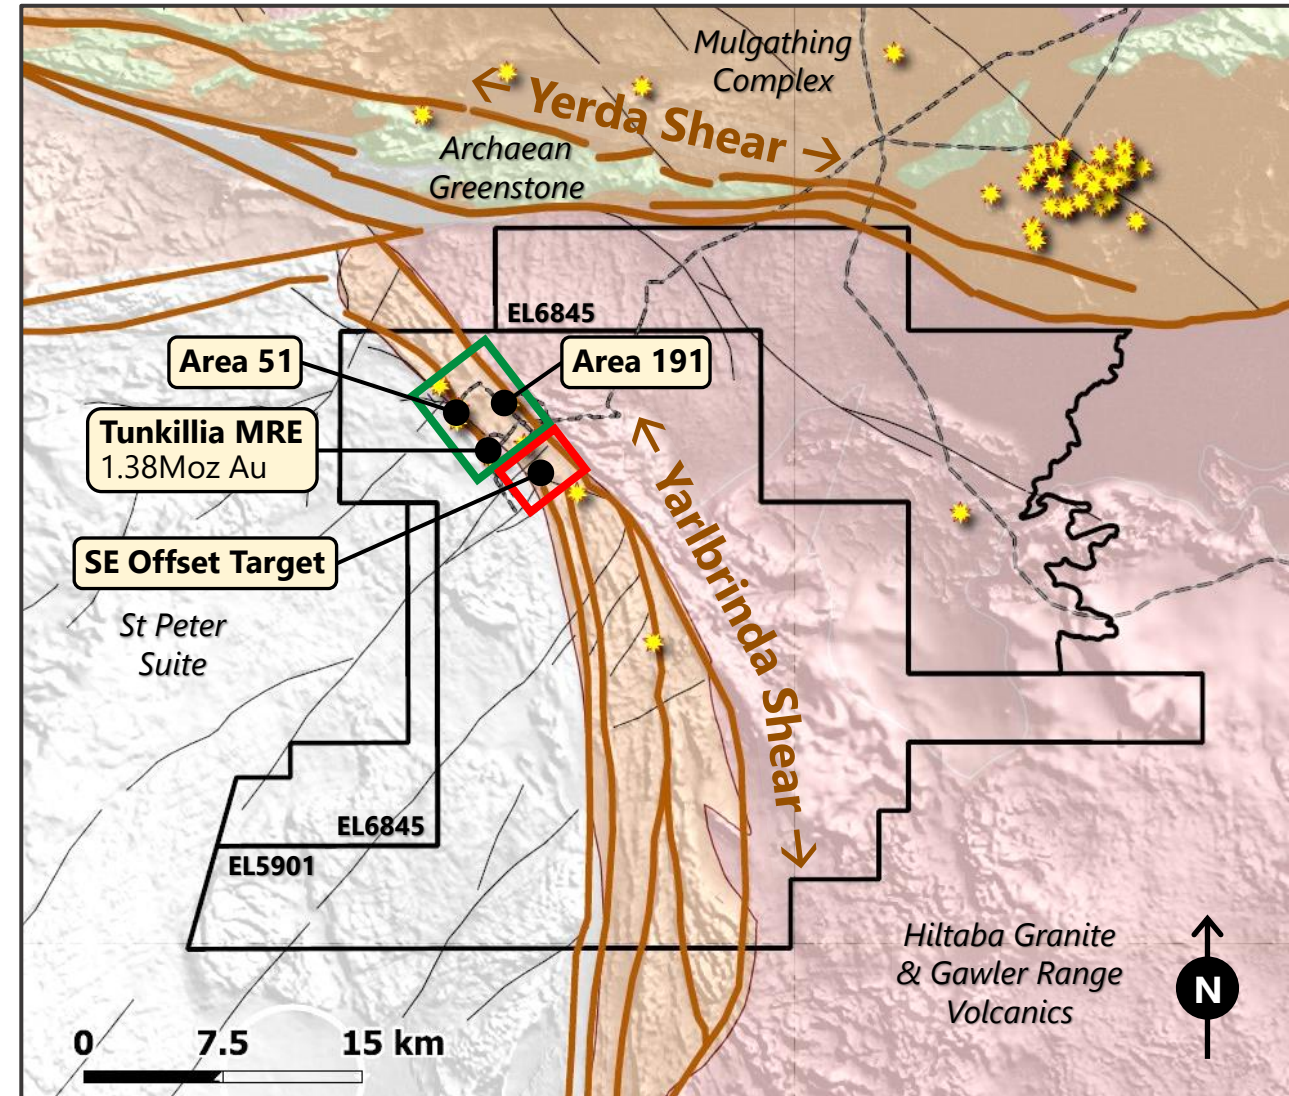 Mulgathing
Complex
← Yerda Shear →
Archaean
Greenstone
EL6845
Area 51
Area 191
Tunkillia MRE
1.38Moz Au
SE Offset Target
← Yarlbrinda Shear →
St Peter
Suite
EL6845
EL5901
Hiltaba Granite
& Gawler Range
Volcanics
N
0 7.5 15 km